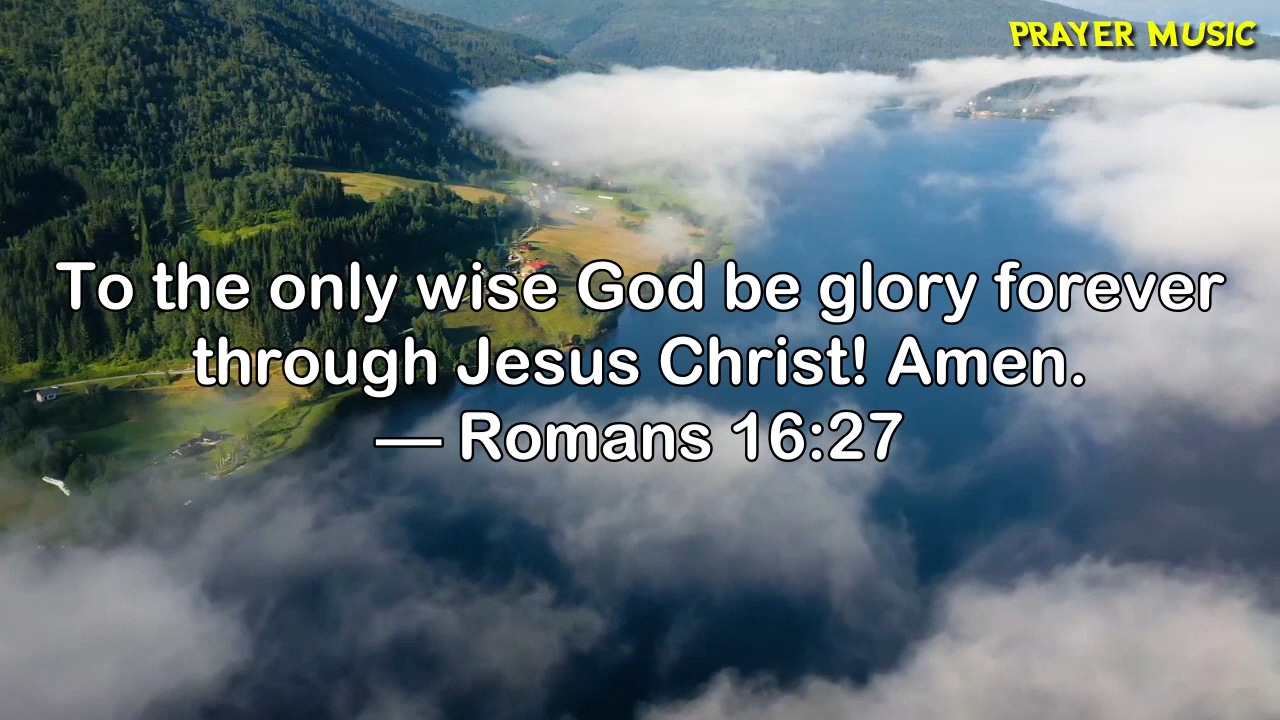 PRAYER MUSIC
To the only wise God be glory forever
through Jesus Christ! Amen.
— Romans 16:27